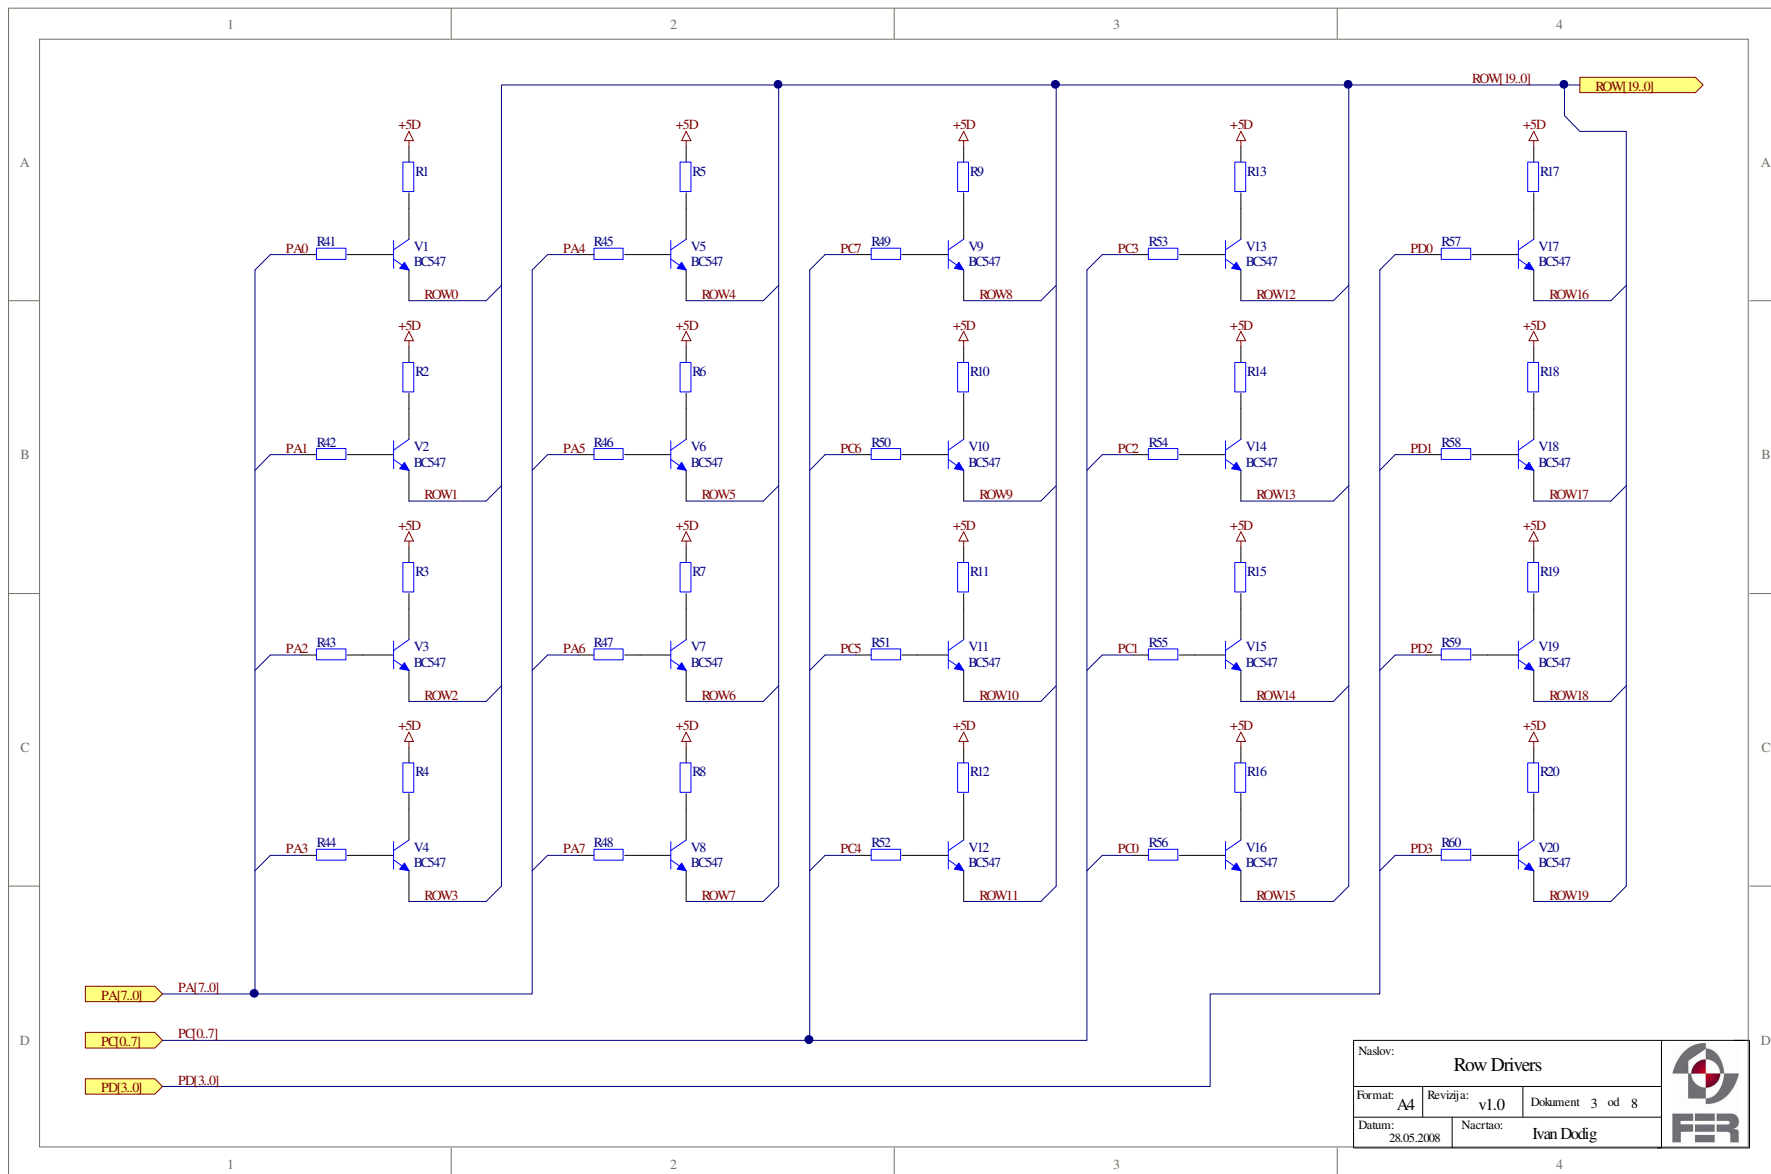 1 2 3 4
ROW[19..0] ROW[19..0]
+5D +5D +5D +5D +5D
A R1 R5 R9 R13 R17 A
PA0 R41 V1 PA4 R45 V5 PC7 R49 V9 PC3 R53 V13 PD0 R57 V17
BC547 BC547 BC547 BC547 BC547
ROW0 ROW4 ROW8 ROW12 ROW16
+5D +5D +5D +5D +5D
R2 R6 R10 R14 R18
B PA1 R42 V2 PA5 R46 V6 PC6 R50 V10 PC2 R54 V14 PD1 R58 V18 B
BC547 BC547 BC547 BC547 BC547
ROW1 ROW5 ROW9 ROW13 ROW17
+5D +5D +5D +5D +5D
R3 R7 R11 R15 R19
PA2 R43 V3 PA6 R47 V7 PC5 R51 V11 PC1 R55 V15 PD2 R59 V19
BC547 BC547 BC547 BC547 BC547
ROW2 ROW6 ROW10 ROW14 ROW18
+5D +5D +5D +5D +5D
C C
R4 R8 R12 R16 R20
PA3 R44 V4 PA7 R48 V8 PC4 R52 V12 PC0 R56 V16 PD3 R60 V20
BC547 BC547 BC547 BC547 BC547
ROW3 ROW7 ROW11 ROW15 ROW19
PA[7..0] PA[7..0]
D PC[0..7] PC[0..7] D
PD[3..0] PD[3..0]
Naslov:
Row Drivers
Format: A4 Revizija: v1.0 Dokument 3 od 8
Datum: 28.05.2008 Nacrtao: Ivan Dodig
FER
1 2 3 4